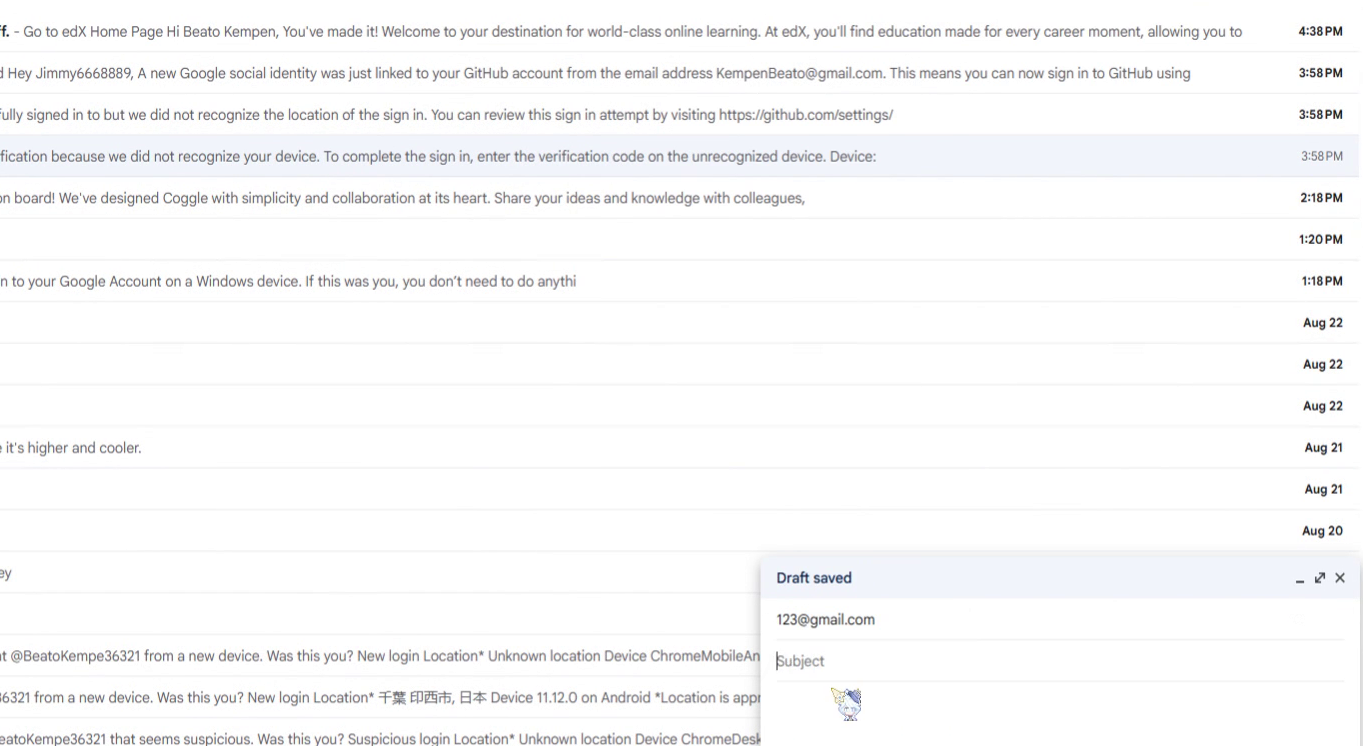 f. - Go to edX Home Page Hi Beato Kempen, You've made it! Welcome to your destination for world-class online learning. At edX, you'll find education made for every career moment, allowing you to 4:38 PM
Hey Jimmy6668889, A new Google social identity was just linked to your GitHub account from the email address KempenBeato@gmail.com. This means you can now sign in to GitHub using 3:58 PM
fully signed in to but we did not recognize the location of the sign in. You can review this sign in attempt by visiting https://github.com/settings/ 3:58 PM
fication because we did not recognize your device. To complete the sign in, enter the verification code on the unrecognized device. Device: 3:58 PM
on board! We've designed Coggle with simplicity and collaboration at its heart. Share your ideas and knowledge with colleagues, 2:18 PM
1:20 PM
n to your Google Account on a Windows device. If this was you, you don't need to do anythi 1:18 PM
Aug 22
Aug 22
Aug 22
it's higher and cooler. Aug 21
Aug 21
Aug 20
ey
at @BeatoKempe36321 from a new device. Was this you? New login Location* Unknown location Device ChromeMobileAn
36321 from a new device. Was this you? New login Location* 千葉 印西市, 日本 Device 11.12.0 on Android *Location is appr
eatoKempe36321 that seems suspicious. Was this you? Suspicious login Location* Unknown location Device ChromeDesk
Draft saved
123@gmail.com
Subject